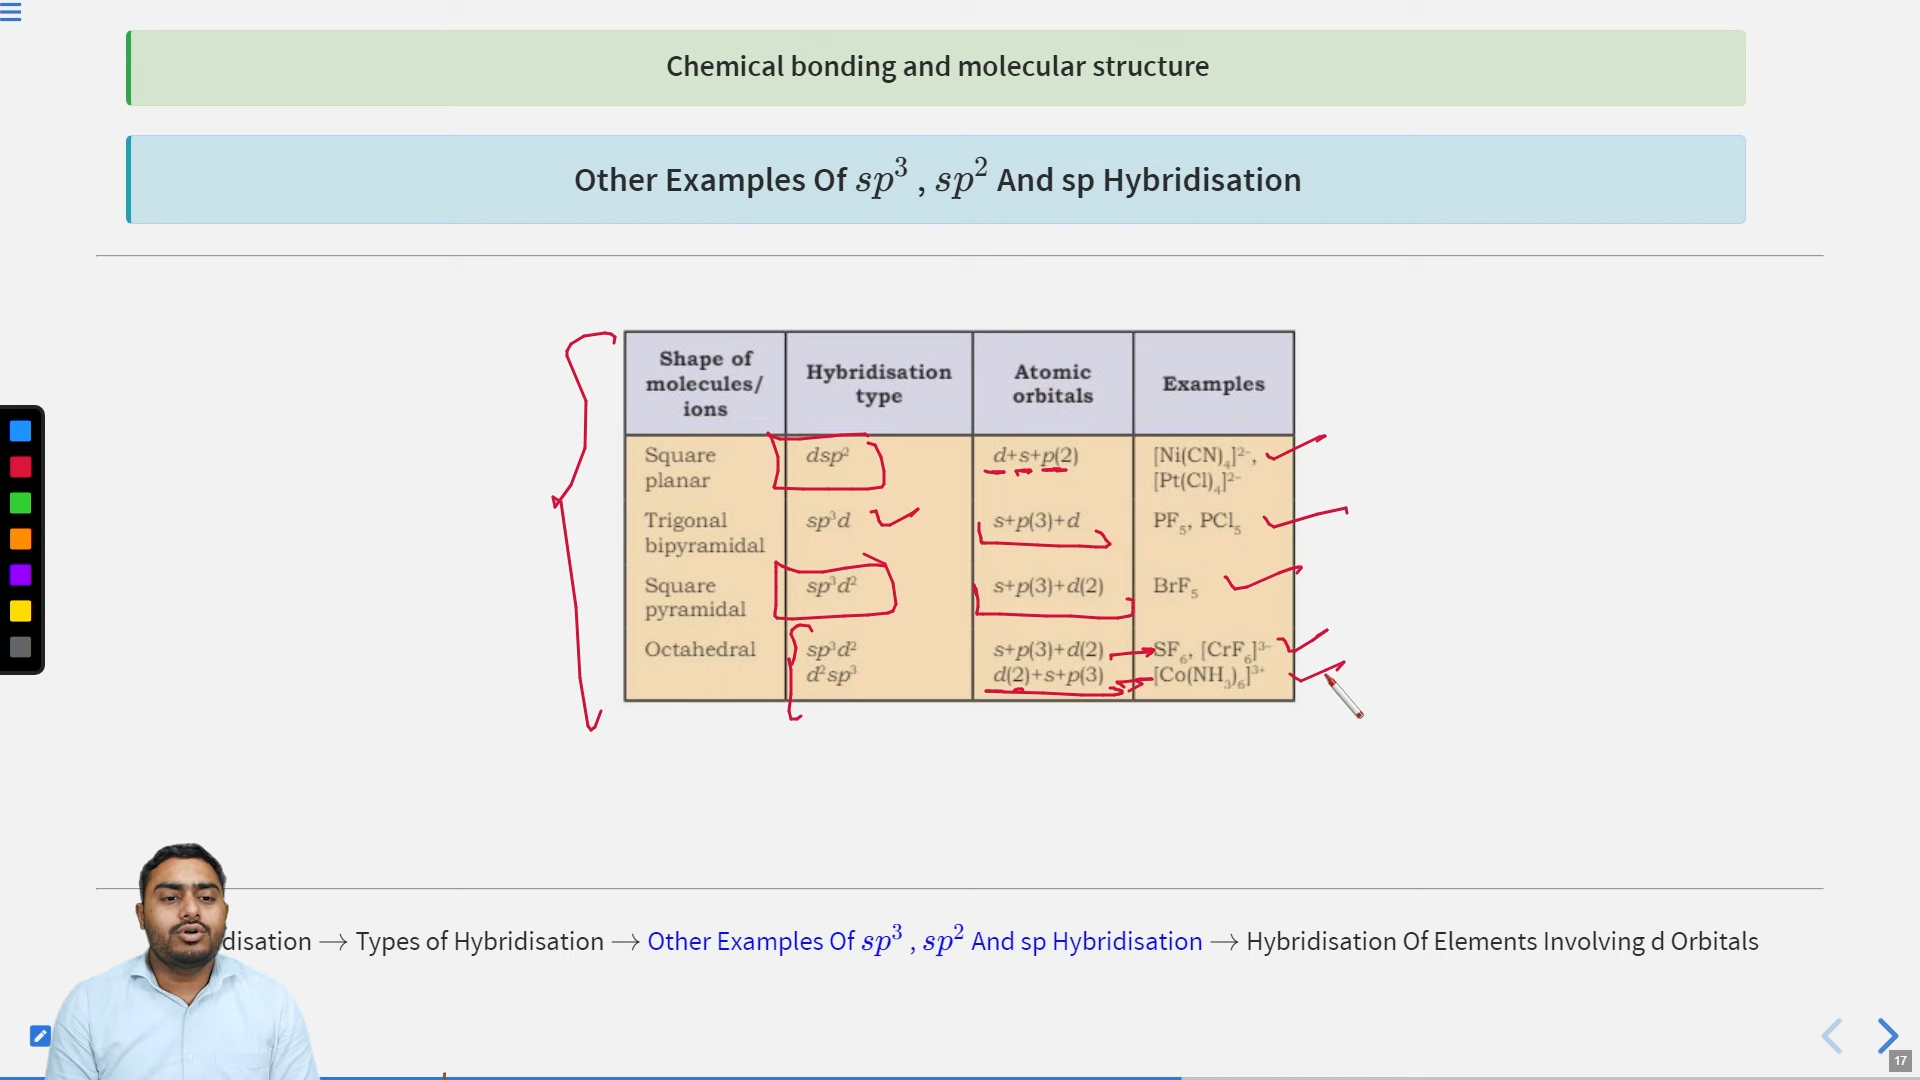 Chemical bonding and molecular structure
Other Examples Of sp³ , sp² And sp Hybridisation
Shape of molecules/ ions
Hybridisation type
Atomic orbitals
Examples
Square planar
dsp²
d+s+p(2)
[Ni(CN)₄]²⁻,
[Pt(Cl)₄]²⁻
Trigonal bipyramidal
sp³d
s+p(3)+d
PF₅, PCl₅
Square pyramidal
sp³d²
s+p(3)+d(2)
BrF₅
Octahedral
sp³d²
s+p(3)+d(2)
SF₆, [CrF₆]³⁻
d²sp³
d(2)+s+p(3)
[Co(NH₃)₆]³⁺
disation → Types of Hybridisation → Other Examples Of sp³ , sp² And sp Hybridisation → Hybridisation Of Elements Involving d Orbitals
17